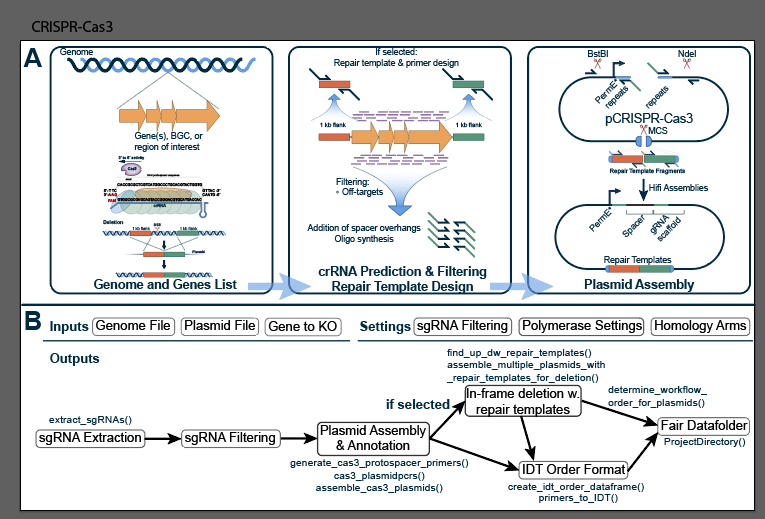 CRISPR-Cas3
A
Genome
Gene(s), BGC, or
region of interest
Cas3
PAM
crRNA
Deletion
1 kb flank
1 kb flank
Genome and Genes List
If selected:
Repair template & primer design
1 kb flank
1 kb flank
Filtering:
• Off-targets
Addition of spacer overhangs
Oligo synthesis
crRNA Prediction & Filtering
Repair Template Design
BstBI
NdeI
PermE*
repeats
repeats
pCRISPR-Cas3
MCS
Repair Template Fragments
Hifi Assemblies
PermE*
Spacer
gRNA
scaffold
Repair Templates
Plasmid Assembly
B
Inputs
Genome File
Plasmid File
Gene to KO
Settings
sgRNA Filtering
Polymerase Settings
Homology Arms
Outputs
find_up_dw_repair_templates()
assemble_multiple_plasmids_with
_repair_templates_for_deletion()
if selected
In-frame deletion w.
repair templates
determine_workflow_
order_for_plasmids()
extract_sgRNAs()
sgRNA Extraction
sgRNA Filtering
Plasmid Assembly
& Annotation
Fair Datafolder
ProjectDirectory()
generate_cas3_protospacer_primers()
cas3_plasmidpcrs()
assemble_cas3_plasmids()
IDT Order Format
create_idt_order_dataframe()
primers_to_IDT()